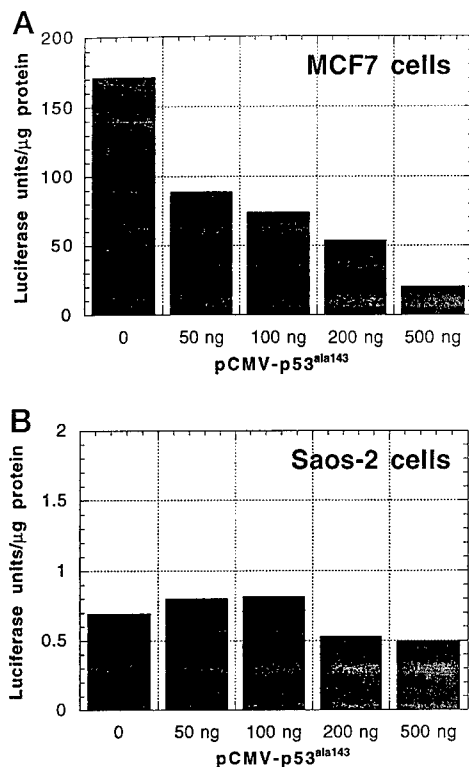 A
MCF7 cells
Luciferase units/µg protein
200
150
100
50
0
0 50 ng 100 ng 200 ng 500 ng
pCMV-p53ala143
B
Saos-2 cells
Luciferase units/µg protein
2
1.5
1
0.5
0
0 50 ng 100 ng 200 ng 500 ng
pCMV-p53ala143